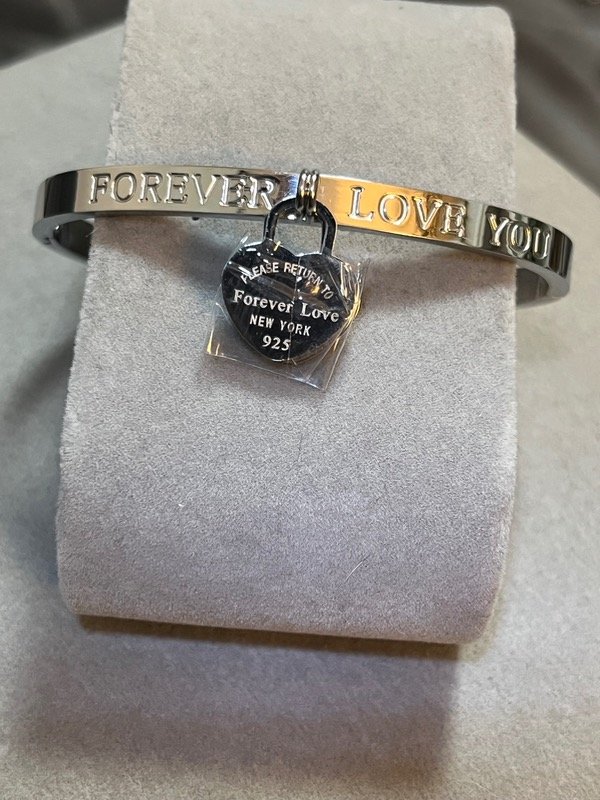 FOREVER LOVE YOU
PLEASE RETURN TO
Forever Love
NEW YORK
925